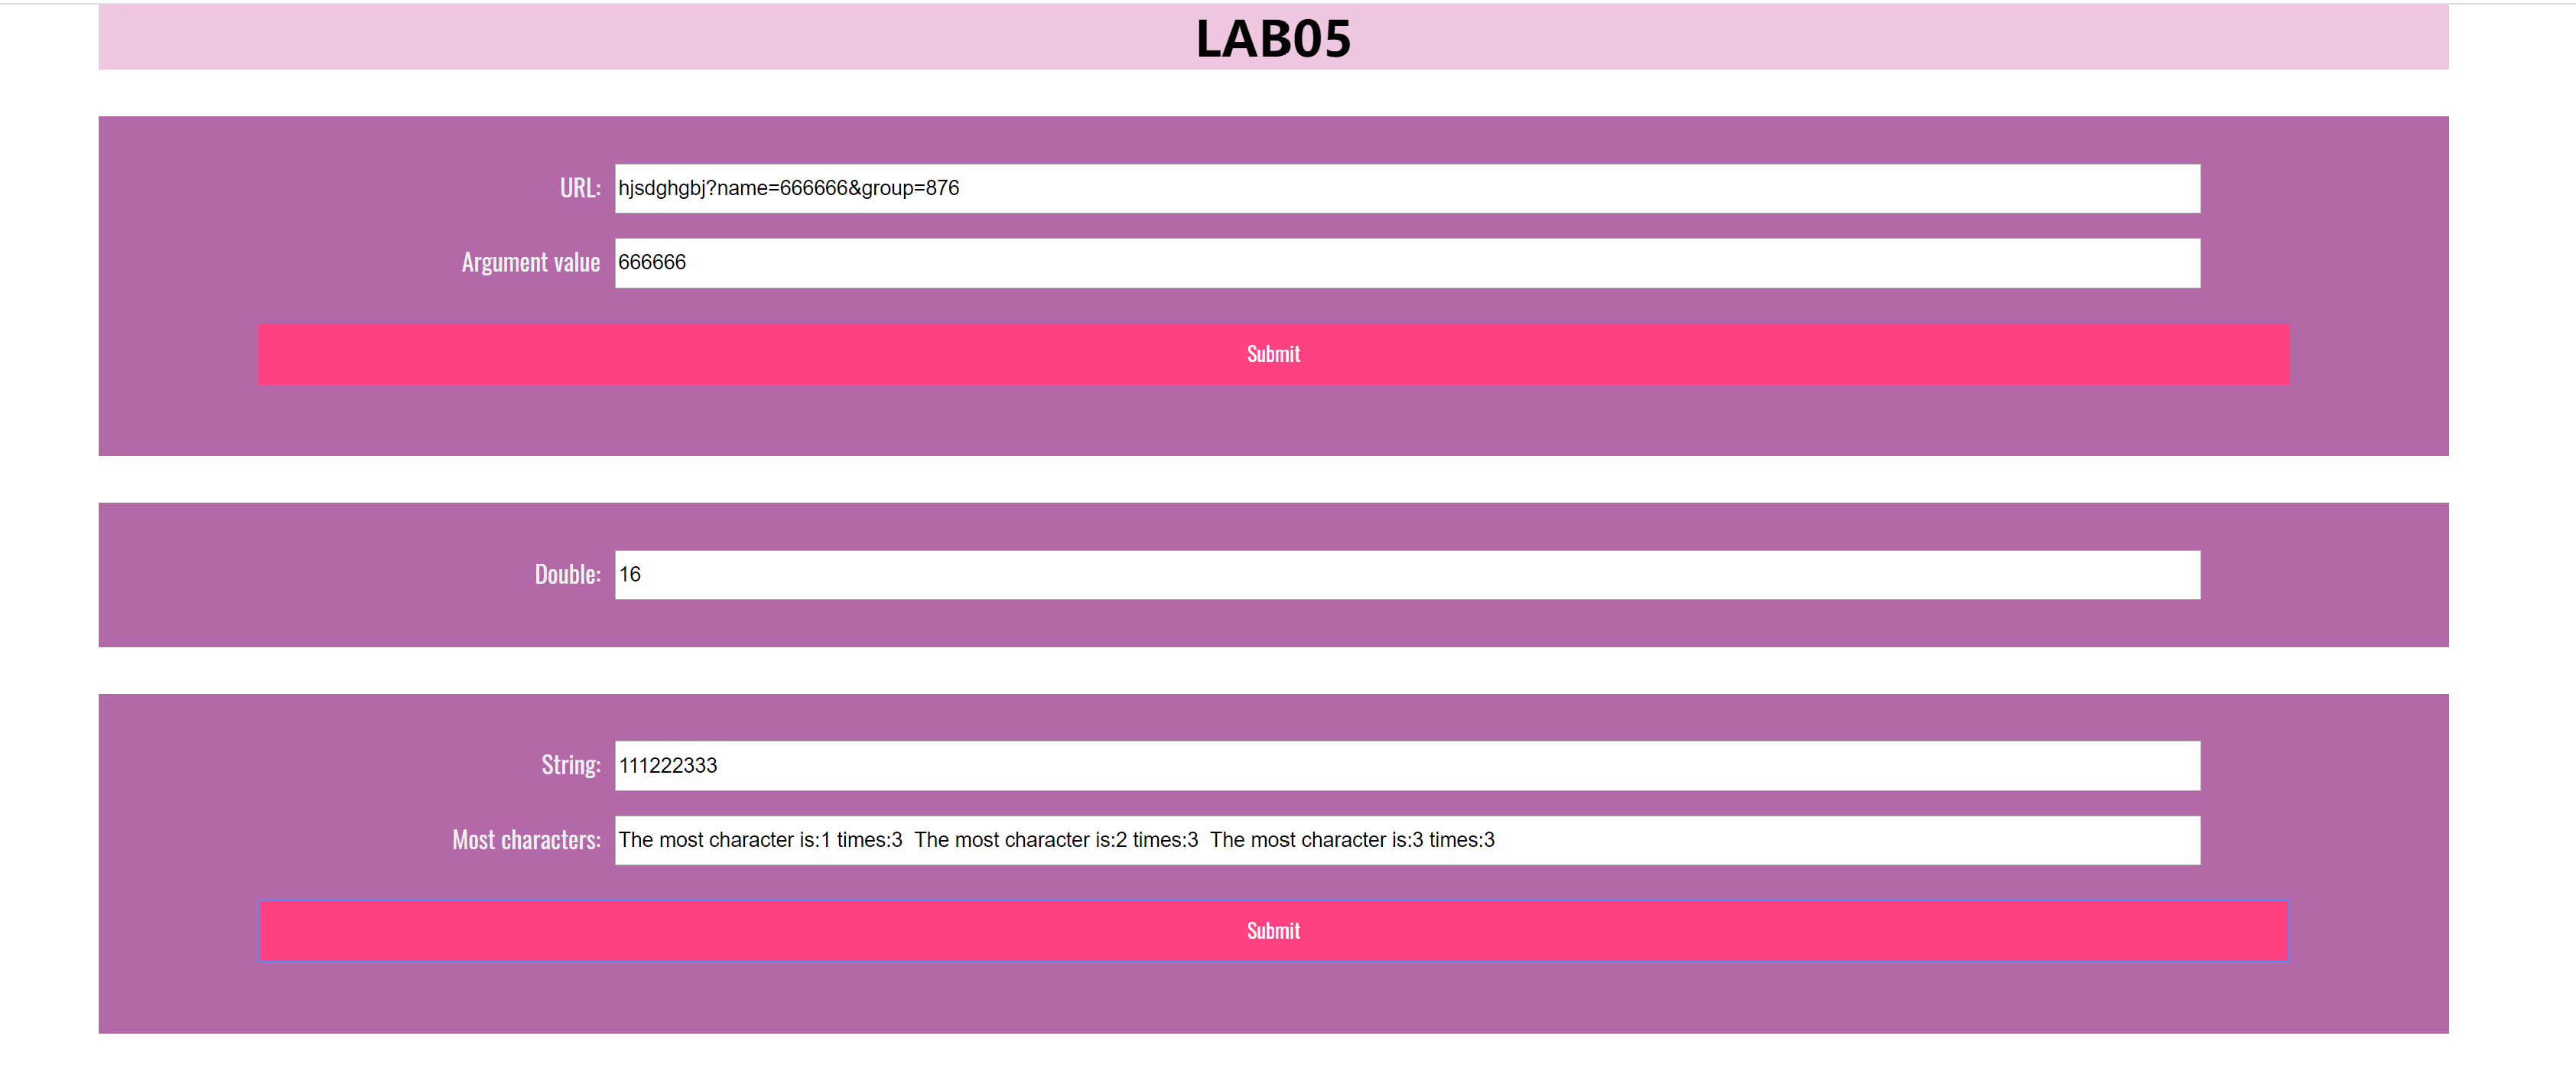 LAB05
URL: hjsdghgbj?name=666666&group=876
Argument value 666666
Submit
Double: 16
String: 111222333
Most characters: The most character is:1 times:3  The most character is:2 times:3  The most character is:3 times:3
Submit